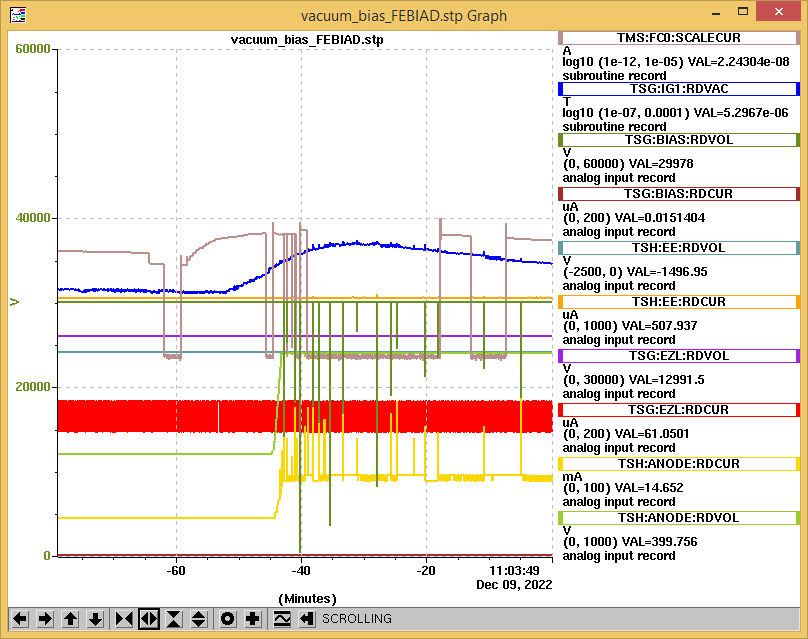 vacuum_bias_FEBIAD.stp Graph
vacuum_bias_FEBIAD.stp
60000
40000
V
20000
0
-60
-40
-20
11:03:49
Dec 09, 2022
(Minutes)
TMS:FC0:SCALECUR
A
log10 (1e-12, 1e-05) VAL=2.24304e-08
subroutine record
TSG:IG1:RDVAC
T
log10 (1e-07, 0.0001) VAL=5.2967e-06
subroutine record
TSG:BIAS:RDVOL
V
(0, 60000) VAL=29978
analog input record
TSG:BIAS:RDCUR
uA
(0, 200) VAL=0.0151404
analog input record
TSH:EE:RDVOL
V
(-2500, 0) VAL=-1496.95
analog input record
TSH:EE:RDCUR
uA
(0, 1000) VAL=507.937
analog input record
TSG:EZL:RDVOL
V
(0, 30000) VAL=12991.5
analog input record
TSG:EZL:RDCUR
uA
(0, 200) VAL=61.0501
analog input record
TSH:ANODE:RDCUR
mA
(0, 100) VAL=14.652
analog input record
TSH:ANODE:RDVOL
V
(0, 1000) VAL=399.756
analog input record
SCROLLING